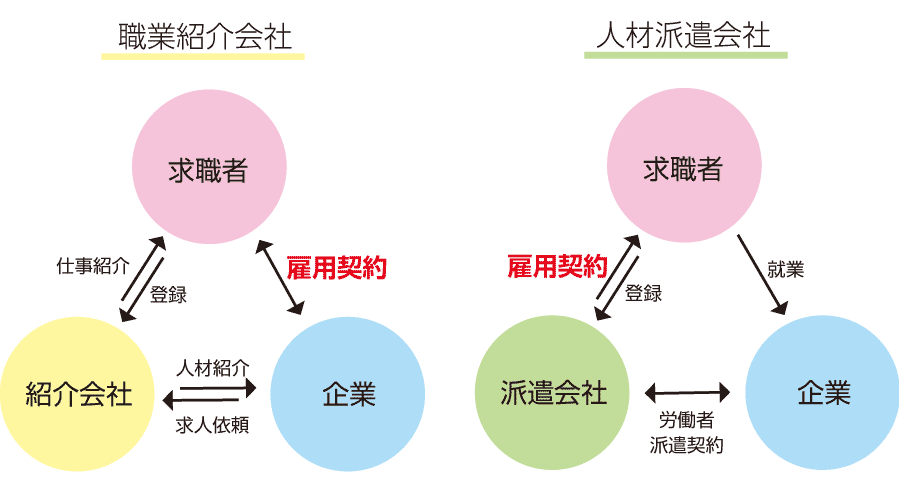 職業紹介会社
求職者
仕事紹介
登録
雇用契約
紹介会社
人材紹介
求人依頼
企業
人材派遣会社
求職者
雇用契約
登録
就業
派遣会社
労働者
派遣契約
企業